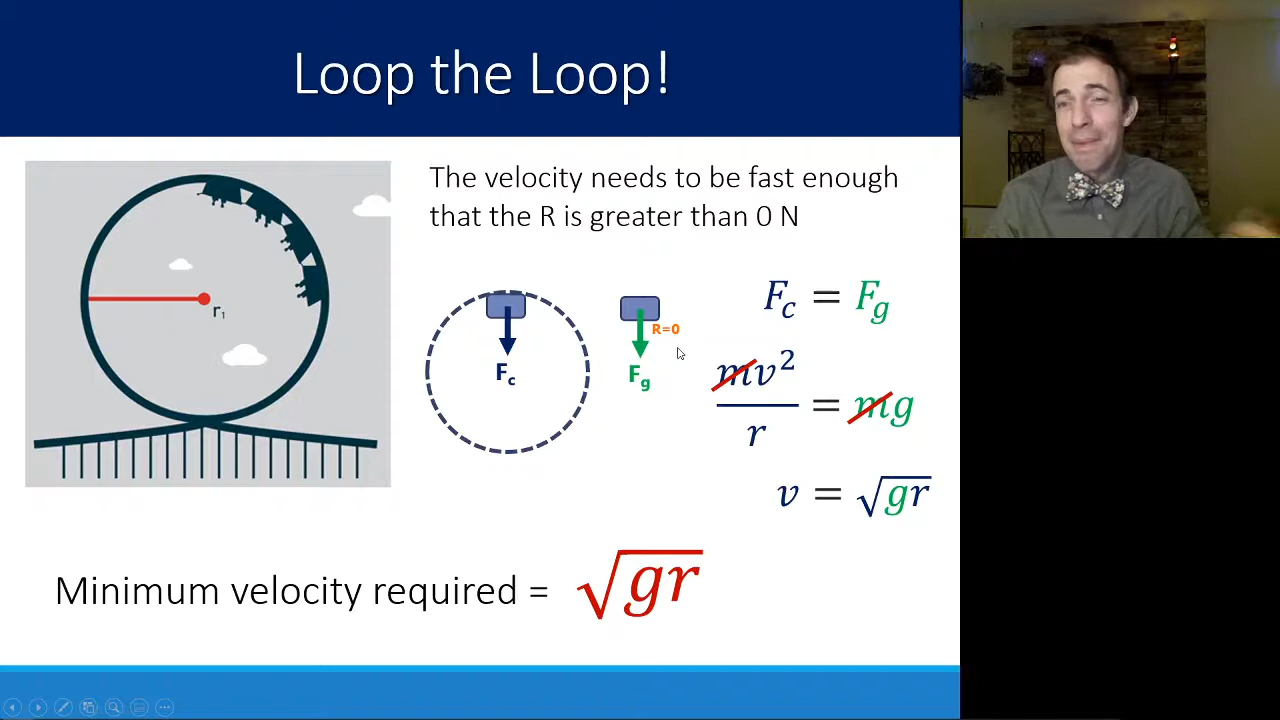 Loop the Loop!
The velocity needs to be fast enough
that the R is greater than 0 N
r₁
F_c
R=0
F_g
F_c = F_g
mv²/r = mg
v = √gr
Minimum velocity required = √gr